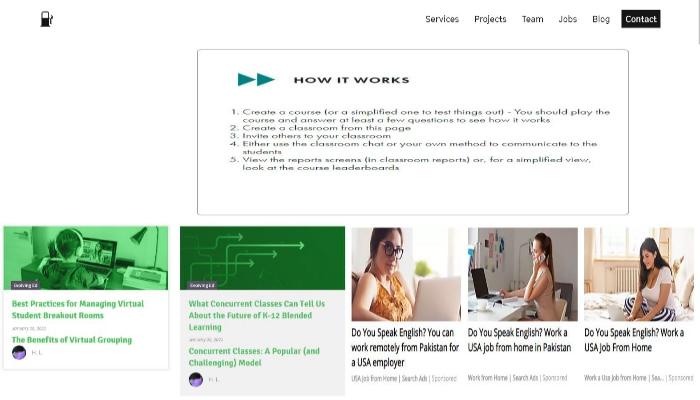 Services Projects Team Jobs Blog Contact
HOW IT WORKS
1. Create a course (or a simplified one to test things out) - You should play the
course and answer at least a few questions to see how it works
2. Create a classroom from this page
3. Invite others to your classroom
4. Either use the classroom chat or your own method to communicate to the
students
5. View the reports screens (in classroom reports) or, for a simplified view,
look at the course leaderboards
Evolving Ed
Best Practices for Managing Virtual
Student Breakout Rooms
January 30, 2022
The Benefits of Virtual Grouping
H. L.
Evolving Ed
What Concurrent Classes Can Tell Us
About the Future of K-12 Blended
Learning
Concurrent Classes: A Popular (and
Challenging) Model
H. L.
Do You Speak English? You can
work remotely from Pakistan for
a USA employer
USA Job from Home | Search Ads | Sponsored
Do You Speak English? Work a
USA job from home in Pakistan
Work from Home | Search Ads | Sponsored
Do You Speak English? Work a
USA Job From Home
Work a Usa Job from Home | Sea... | Sponsored